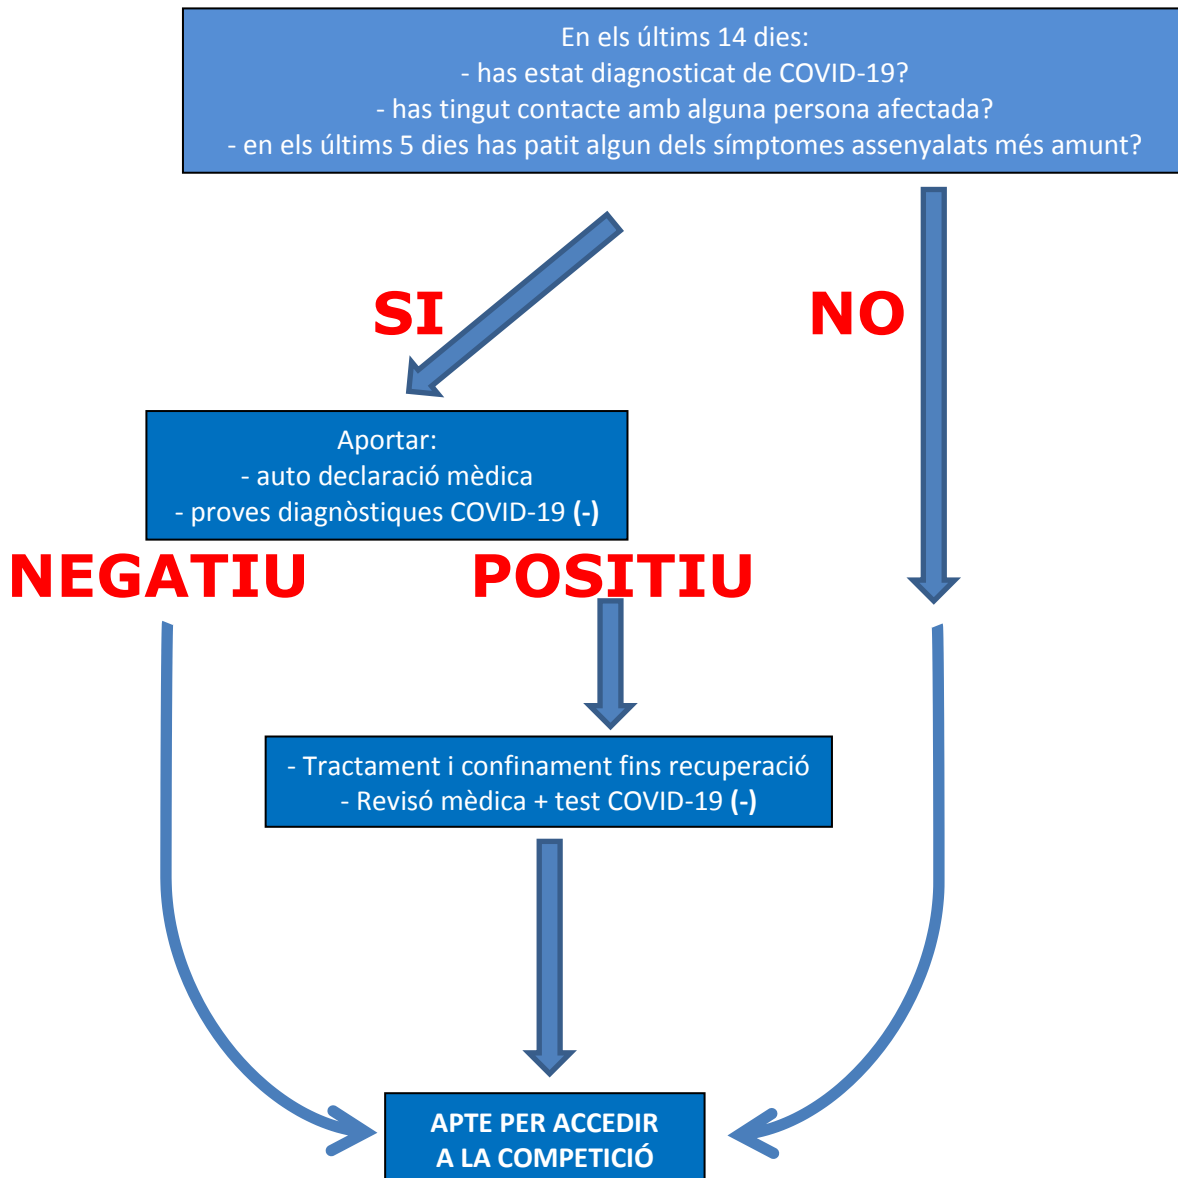 En els últims 14 dies:
- has estat diagnosticat de COVID-19?
- has tingut contacte amb alguna persona afectada?
- en els últims 5 dies has patit algun dels símptomes assenyalats més amunt?
SI
NO
Aportar:
- auto declaració mèdica
- proves diagnòstiques COVID-19 (-)
NEGATIU
POSITIU
- Tractament i confinament fins recuperació
- Revisó mèdica + test COVID-19 (-)
APTE PER ACCEDIR
A LA COMPETICIÓ